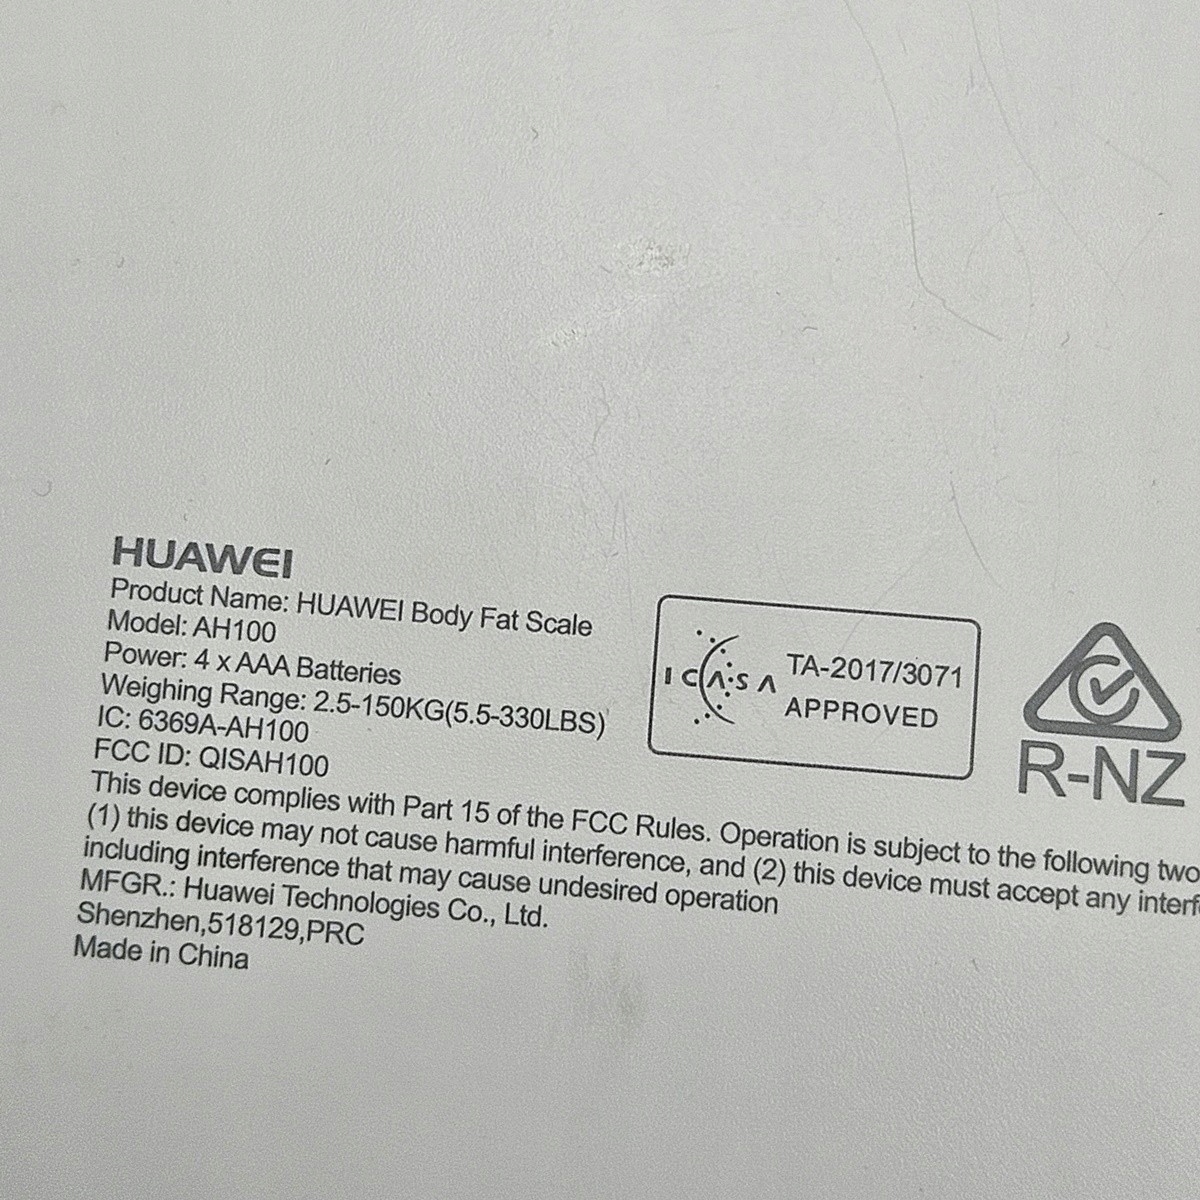 HUAWEI
Product Name: HUAWEI Body Fat Scale
Model: AH100
Power: 4 x AAA Batteries
Weighing Range: 2.5-150KG(5.5-330LBS)
IC: 6369A-AH100
FCC ID: QISAH100
This device complies with Part 15 of the FCC Rules. Operation is subject to the following two
(1) this device may not cause harmful interference, and (2) this device must accept any interf
including interference that may cause undesired operation
MFGR.: Huawei Technologies Co., Ltd.
Shenzhen,518129,PRC
Made in China
ICASA
TA-2017/3071
APPROVED
R-NZ